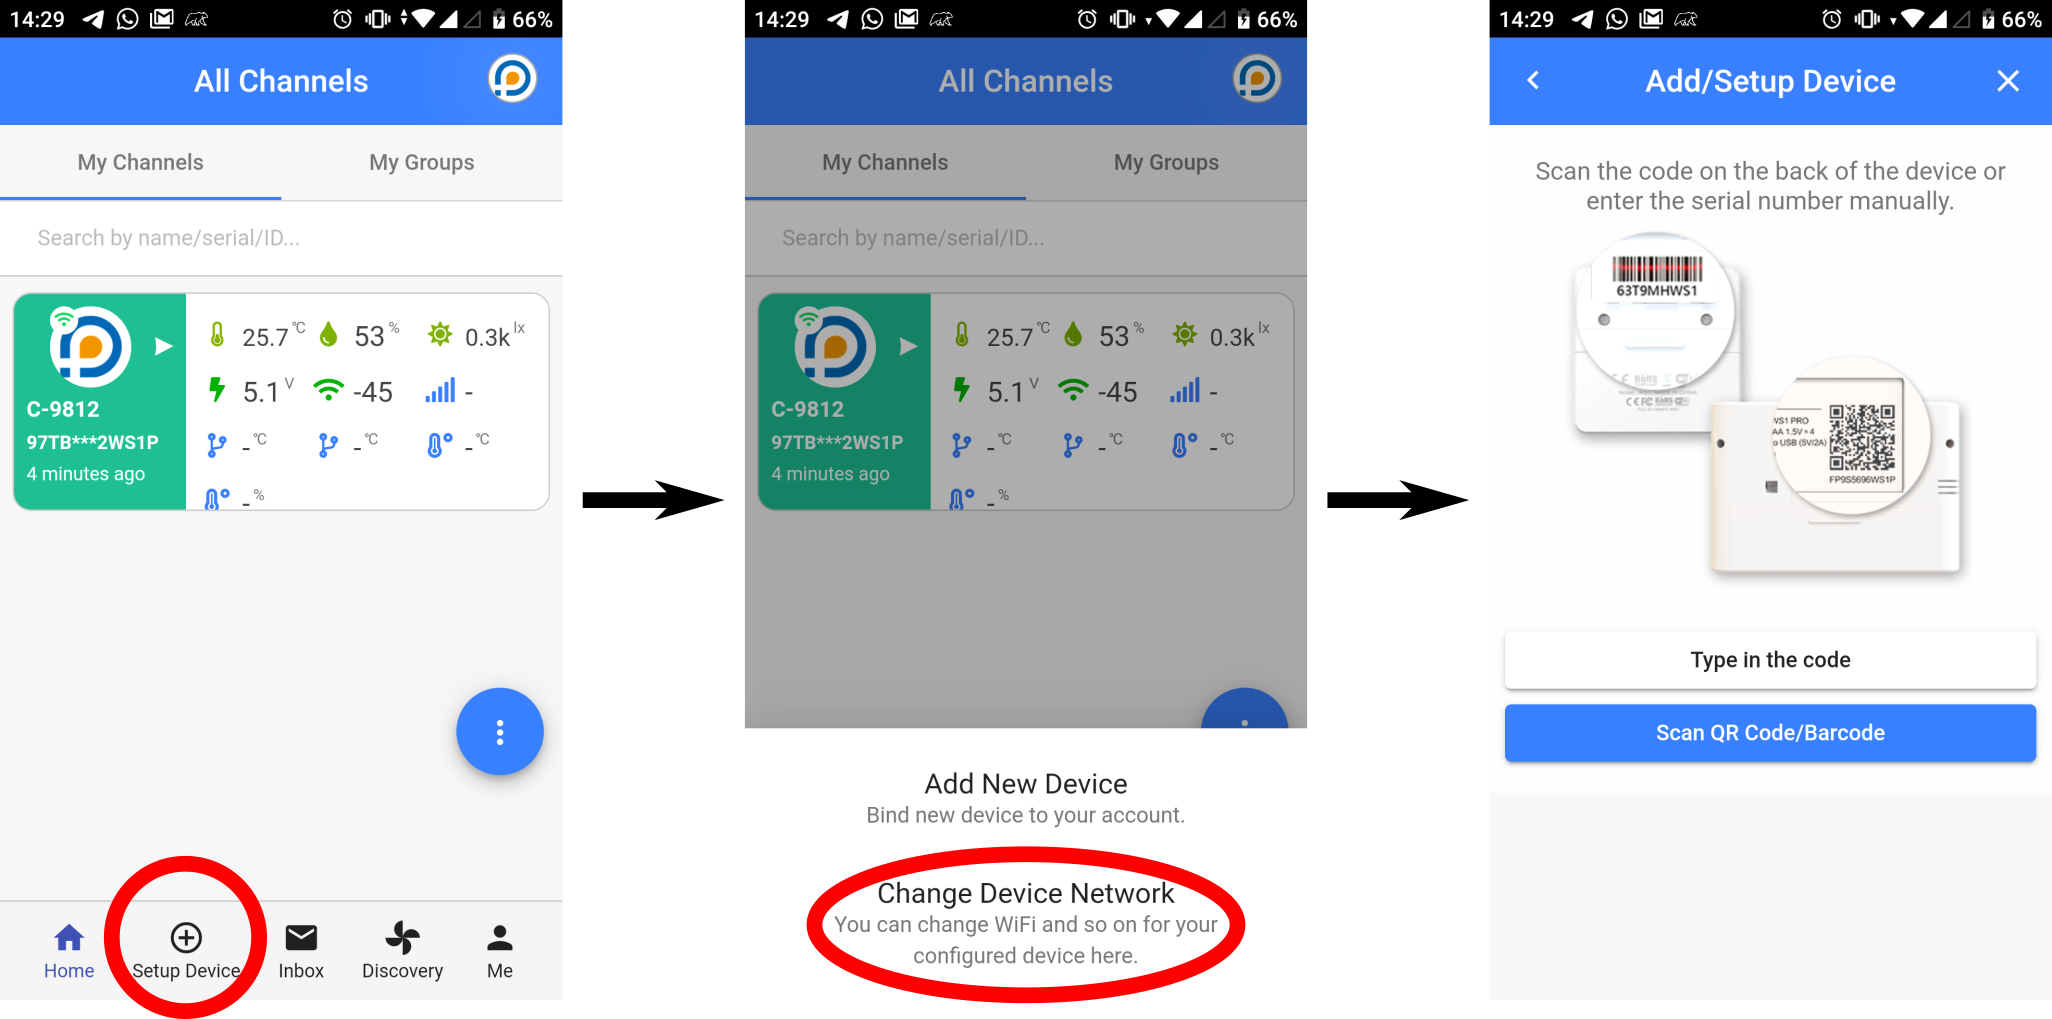 14:29
66%
All Channels
My Channels
My Groups
Search by name/serial/ID...
25.7 °C
53 %
0.3k lx
5.1 V
-45
-
C-9812
97TB***2WS1P
4 minutes ago
- °C
- °C
- °C
- %
Home
Setup Device
Inbox
Discovery
Me
14:29
66%
All Channels
My Channels
My Groups
Search by name/serial/ID...
25.7 °C
53 %
0.3k lx
5.1 V
-45
-
C-9812
97TB***2WS1P
4 minutes ago
- °C
- °C
- °C
- %
Add New Device
Bind new device to your account.
Change Device Network
You can change WiFi and so on for your
configured device here.
14:29
66%
Add/Setup Device
Scan the code on the back of the device or
enter the serial number manually.
63T9MHWS1
WS1 PRO
AA 1.5V×4
o USB (5V/2A)
FP9S5696WS1P
Type in the code
Scan QR Code/Barcode